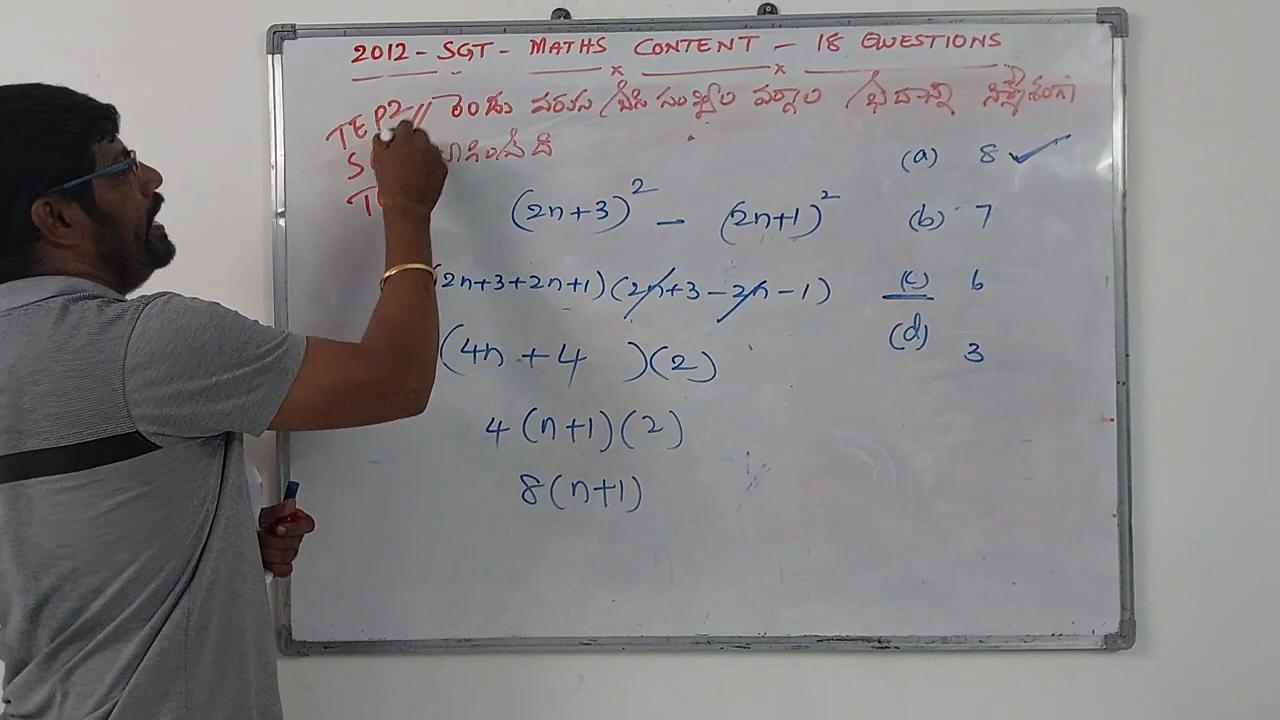 2012 - SGT - MATHS CONTENT - 18 QUESTIONS
TEP2// రెండు వరుస బేసి సంఖ్యల వర్గాల భేదాన్ని నిశ్శేషంగా
S భాగించేది
T
(a) 8 ✓
(2n+3)² - (2n+1)²
(b) 7
(2n+3+2n+1)(2n+3-2n-1)
(c) 6
(4n + 4 )(2)
(d) 3
4(n+1)(2)
8(n+1)